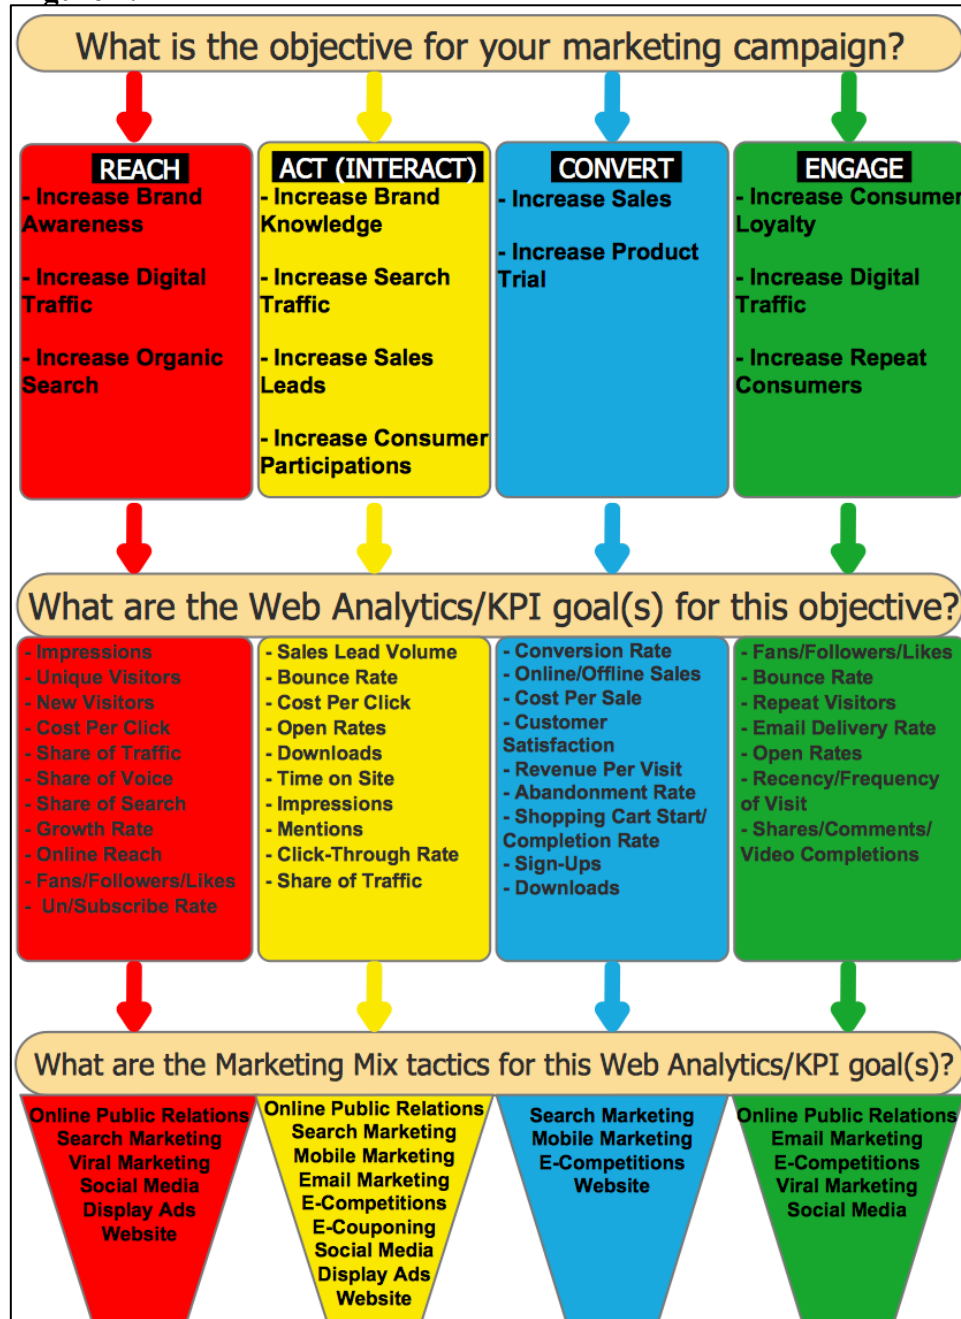 What is the objective for your marketing campaign?
REACH
- Increase Brand
Awareness
- Increase Digital
Traffic
- Increase Organic
Search
ACT (INTERACT)
- Increase Brand
Knowledge
- Increase Search
Traffic
- Increase Sales
Leads
- Increase Consumer
Participations
CONVERT
- Increase Sales
- Increase Product
Trial
ENGAGE
- Increase Consumer
Loyalty
- Increase Digital
Traffic
- Increase Repeat
Consumers
What are the Web Analytics/KPI goal(s) for this objective?
- Impressions
- Unique Visitors
- New Visitors
- Cost Per Click
- Share of Traffic
- Share of Voice
- Share of Search
- Growth Rate
- Online Reach
- Fans/Followers/Likes
- Un/Subscribe Rate
- Sales Lead Volume
- Bounce Rate
- Cost Per Click
- Open Rates
- Downloads
- Time on Site
- Impressions
- Mentions
- Click-Through Rate
- Share of Traffic
- Conversion Rate
- Online/Offline Sales
- Cost Per Sale
- Customer
Satisfaction
- Revenue Per Visit
- Abandonment Rate
- Shopping Cart Start/
Completion Rate
- Sign-Ups
- Downloads
- Fans/Followers/Likes
- Bounce Rate
- Repeat Visitors
- Email Delivery Rate
- Open Rates
- Recency/Frequency
of Visit
- Shares/Comments/
Video Completions
What are the Marketing Mix tactics for this Web Analytics/KPI goal(s)?
Online Public Relations
Search Marketing
Viral Marketing
Social Media
Display Ads
Website
Online Public Relations
Search Marketing
Mobile Marketing
Email Marketing
E-Competitions
E-Couponing
Social Media
Display Ads
Website
Search Marketing
Mobile Marketing
E-Competitions
Website
Online Public Relations
Email Marketing
E-Competitions
Viral Marketing
Social Media